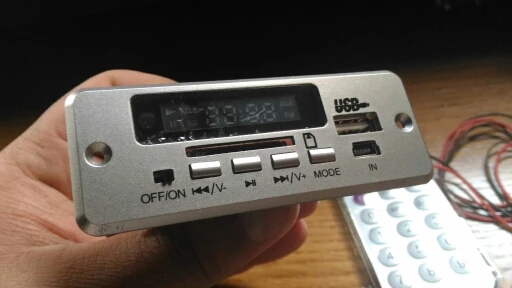 USB
OFF/ON
⏮/V-
⏯
⏭/V+
MODE
IN